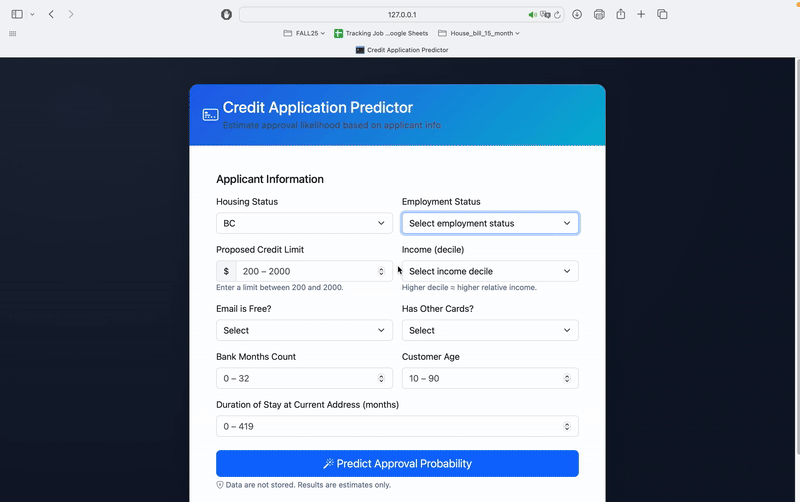 127.0.0.1
FALL25
Tracking Job ...oogle Sheets
House_bill_15_month
Credit Application Predictor
Credit Application Predictor
Estimate approval likelihood based on applicant info.
Applicant Information
Housing Status
Employment Status
BC
Select employment status
Proposed Credit Limit
Income (decile)
$ 200 – 2000
Select income decile
Enter a limit between 200 and 2000.
Higher decile ≈ higher relative income.
Email is Free?
Has Other Cards?
Select
Select
Bank Months Count
Customer Age
0 – 32
10 – 90
Duration of Stay at Current Address (months)
0 – 419
Predict Approval Probability
Data are not stored. Results are estimates only.